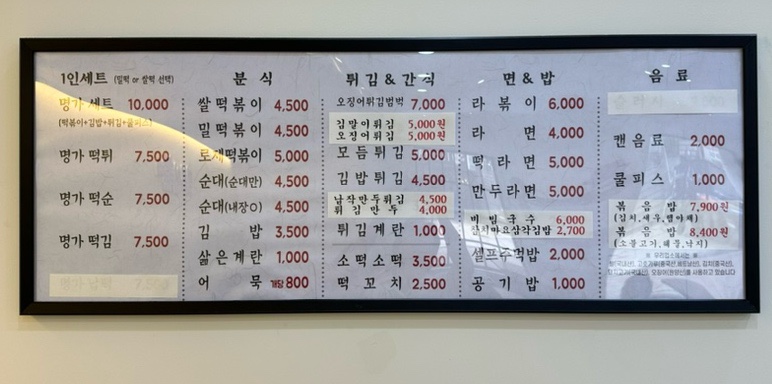 1인세트 (밀떡 or 쌀떡 선택)
명가 세트 10,000
(떡볶이+김밥+튀김+쿨피스)
명가 떡튀 7,500
명가 떡순 7,500
명가 떡김 7,500
분식
쌀떡볶이 4,500
밀떡볶이 4,500
로제떡볶이 5,000
순대(순대만) 4,500
순대(내장O) 4,500
김밥 3,500
삶은계란 1,000
어묵 개당 800
튀김&간식
오징어튀김범벅 7,000
김말이튀김 5,000원
오징어튀김 5,000원
모듬튀김 5,000
김밥튀김 4,500
납작만두튀김 4,500
튀김만두 4,000
튀김계란 1,000
소떡소떡 3,500
떡꼬치 2,500
면&밥
라볶이 6,000
라면 4,000
떡라면 5,000
만두라면 5,000
비빔국수 6,000
참치마요삼각김밥 2,700
셀프주먹밥 2,000
공기밥 1,000
음료
캔음료 2,000
쿨피스 1,000
볶음밥 7,900원
(김치,새우,햄야채)
볶음밥 8,400원
(소불고기,해물,낙지)
※ 우리업소에서는 ※